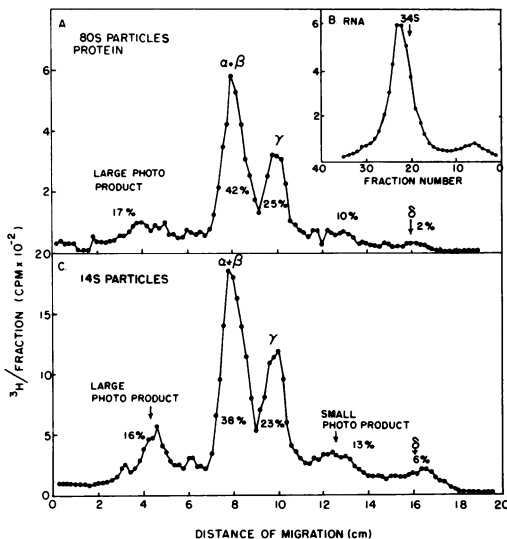 A.
80S PARTICLES
PROTEIN
α+β
γ
LARGE PHOTO
PRODUCT
17%
42%
25%
10%
δ
2%
6
4
2
20
B. RNA
34S
6
4
2
40
30
20
10
FRACTION NUMBER
C.
14S PARTICLES
α+β
γ
LARGE
PHOTO PRODUCT
16%
38%
23%
SMALL
PHOTO PRODUCT
13%
δ
6%
15
10
5
0
0 2 4 6 8 10 12 14 16 18 20
DISTANCE OF MIGRATION (cm)
³H/FRACTION (CPM x 10⁻²)